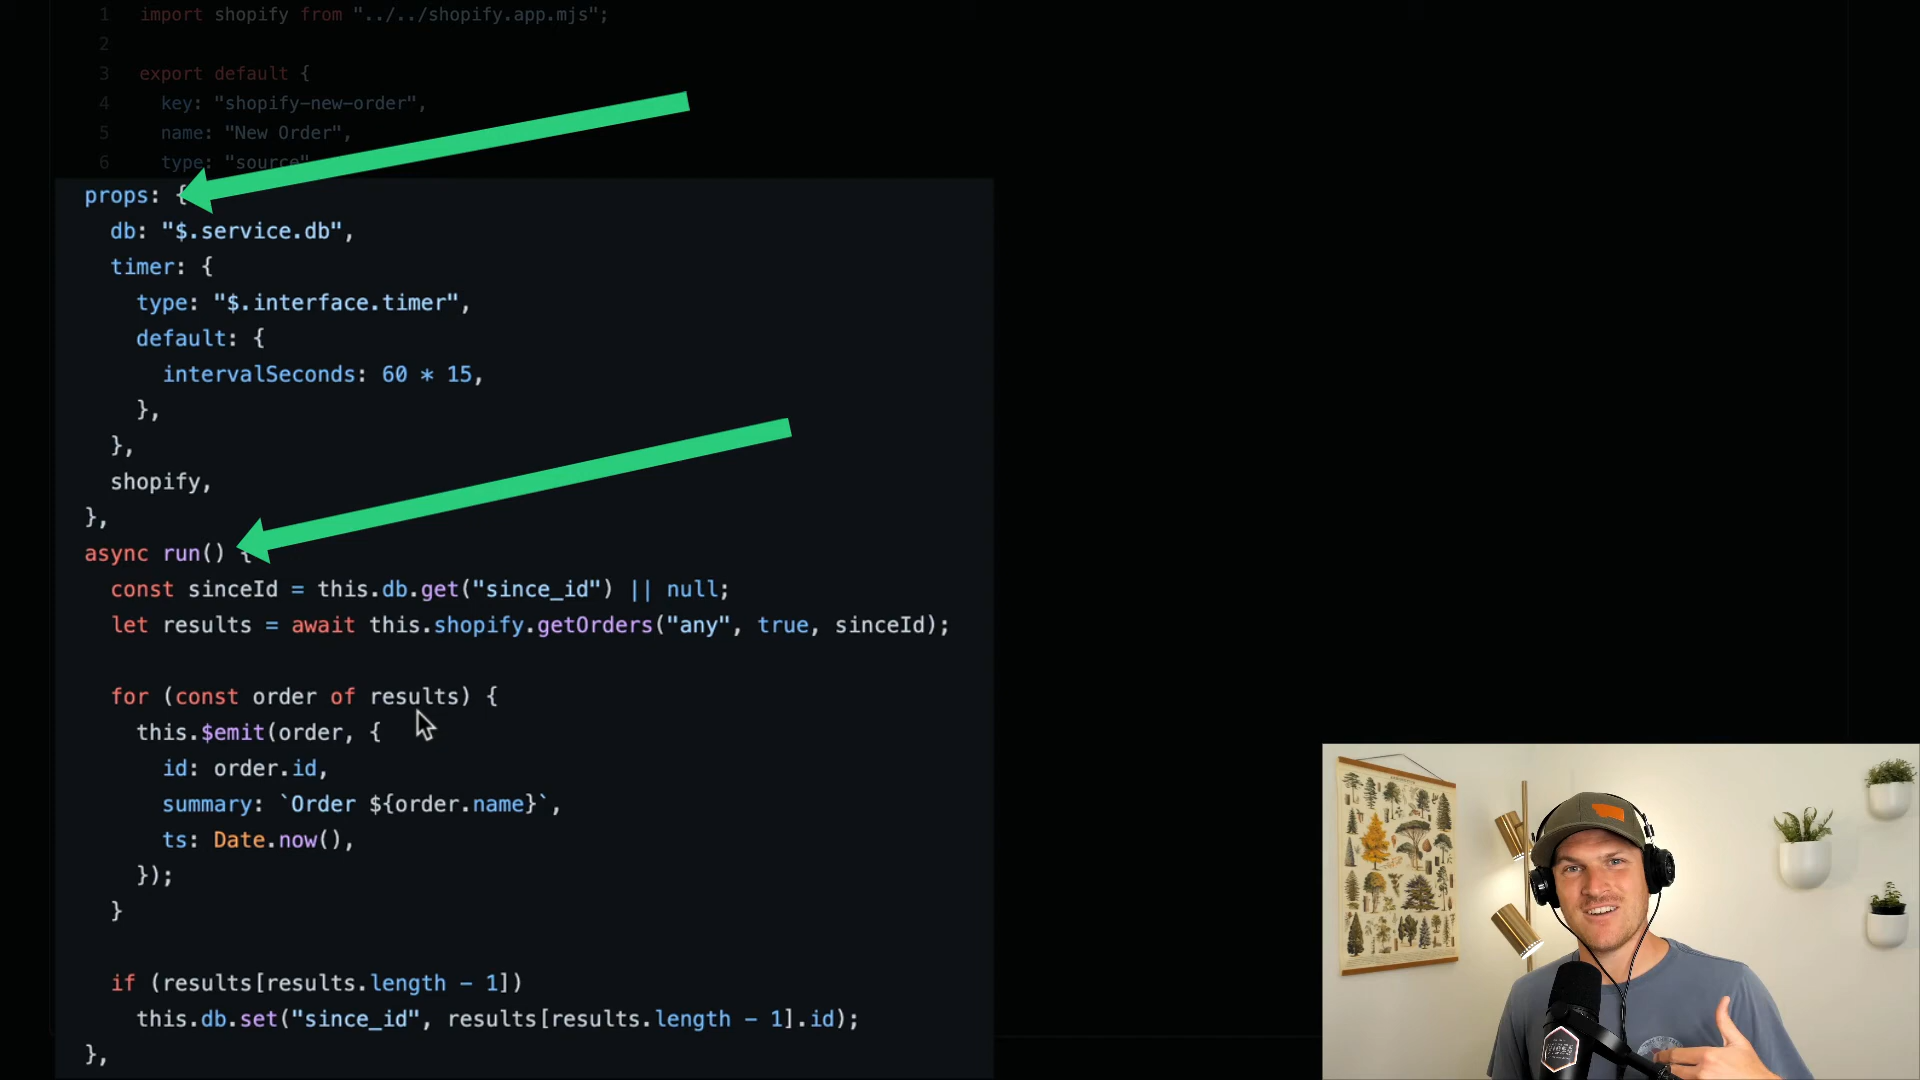 1 import shopify from "../../shopify.app.mjs";
2
3 export default {
4 key: "shopify-new-order",
5 name: "New Order",
6 type: "source"
props: {
db: "$.service.db",
timer: {
type: "$.interface.timer",
default: {
intervalSeconds: 60 * 15,
},
},
shopify,
},
async run() {
const sinceId = this.db.get("since_id") || null;
let results = await this.shopify.getOrders("any", true, sinceId);
for (const order of results) {
this.$emit(order, {
id: order.id,
summary: `Order ${order.name}`,
ts: Date.now(),
});
}
if (results[results.length - 1])
this.db.set("since_id", results[results.length - 1].id);
},